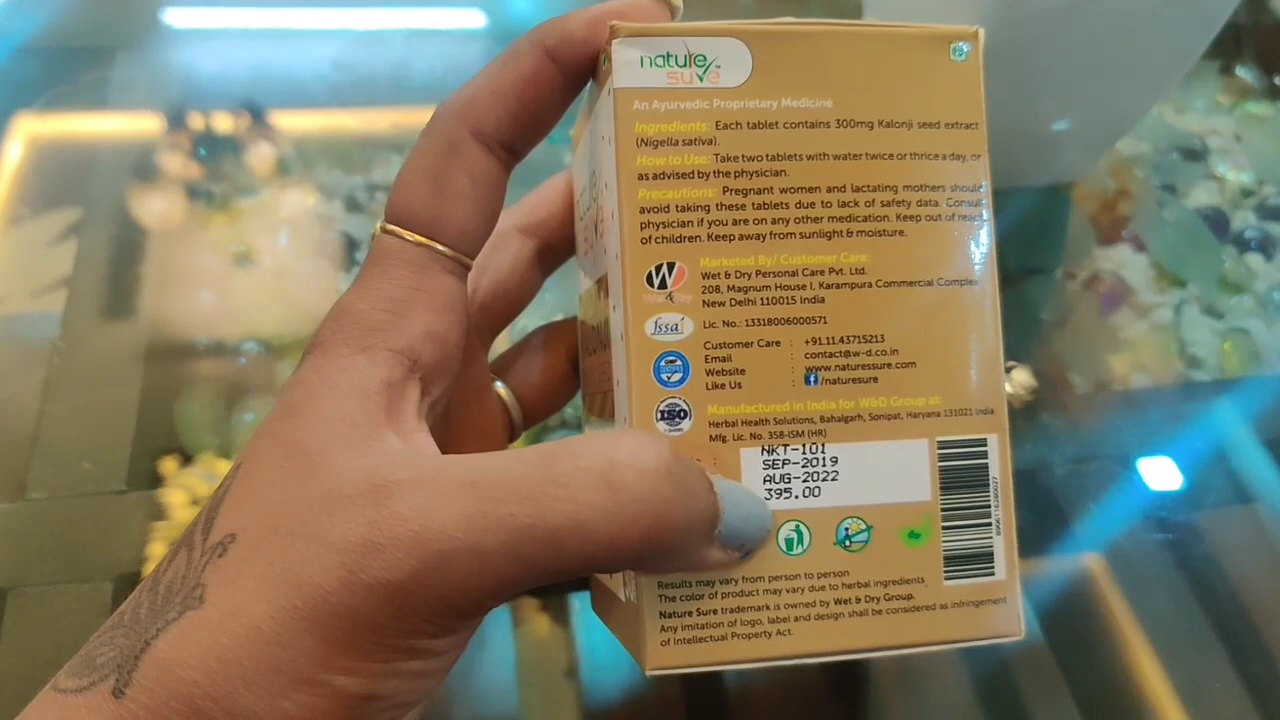 nature
sure
An Ayurvedic Proprietary Medicine
Ingredients: Each tablet contains 300mg Kalonji seed extract
(Nigella sativa).
How to Use: Take two tablets with water twice or thrice a day, or
as advised by the physician.
Precautions: Pregnant women and lactating mothers should
avoid taking these tablets due to lack of safety data. Consult
physician if you are on any other medication. Keep out of reach
of children. Keep away from sunlight & moisture.
Marketed By/ Customer Care:
Wet & Dry Personal Care Pvt. Ltd.
208, Magnum House I, Karampura Commercial Complex
New Delhi 110015 India
fssai
Lic. No.: 13318006000571
Customer Care : +91.11.43715213
Email : contact@w-d.co.in
Website : www.naturessure.com
Like Us : f /naturesure
CERTIFIED
ISO
Manufactured in India for W&D Group at:
Herbal Health Solutions, Bahalgarh, Sonipat, Haryana 131021 India
Mfg. Lic. No. 358-ISM (HR)
NKT-101
SEP-2019
AUG-2022
395.00
Results may vary from person to person
The color of product may vary due to herbal ingredients
Nature Sure trademark is owned by Wet & Dry Group.
Any imitation of logo, label and design shall be considered as infringement
of Intellectual Property Act.